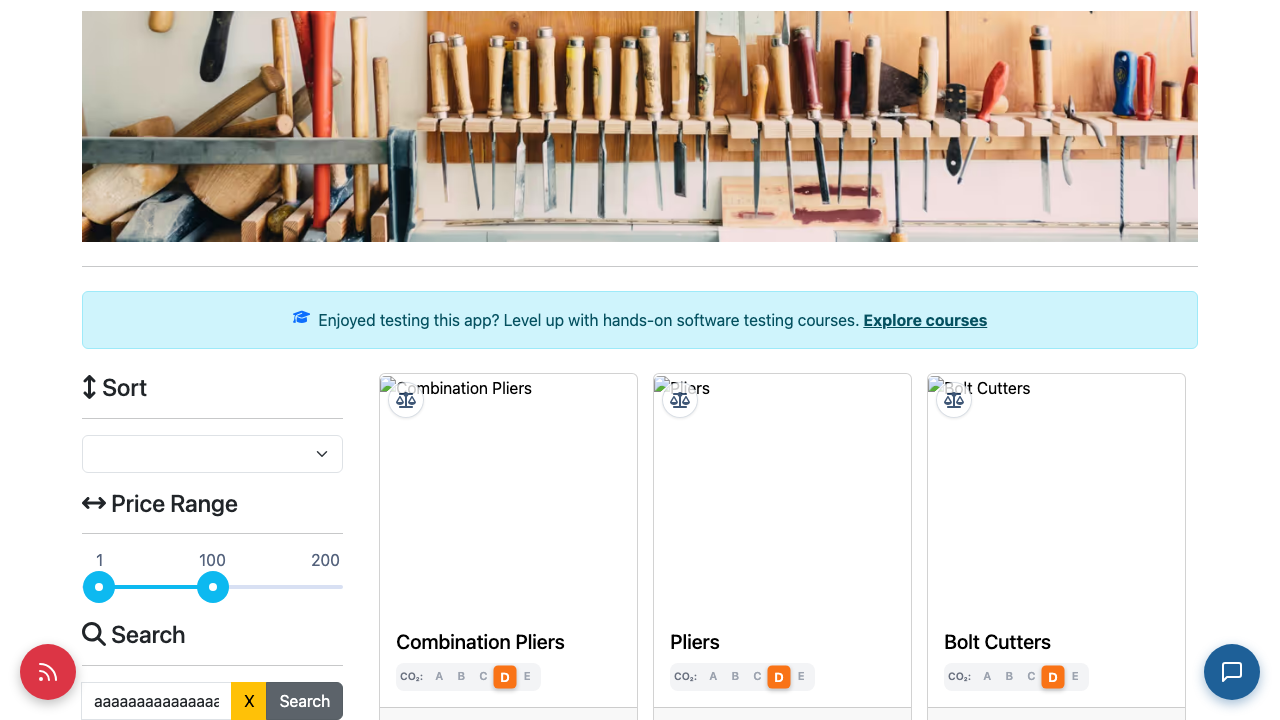 Enjoyed testing this app? Level up with hands-on software testing courses. Explore courses
Sort
Price Range
1 100 200
Search
aaaaaaaaaaaaaaa X Search
Combination Pliers
Combination Pliers
CO₂: A B C D E
Pliers
Pliers
CO₂: A B C D E
Bolt Cutters
Bolt Cutters
CO₂: A B C D E